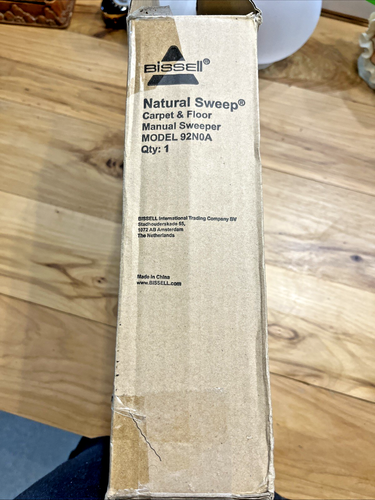 BISSELL®
Natural Sweep®
Carpet & Floor
Manual Sweeper
MODEL 92N0A
Qty: 1
BISSELL International Trading Company BV
Stadhouderskade 55,
1072 AB Amsterdam
The Netherlands
Made in China
www.BISSELL.com